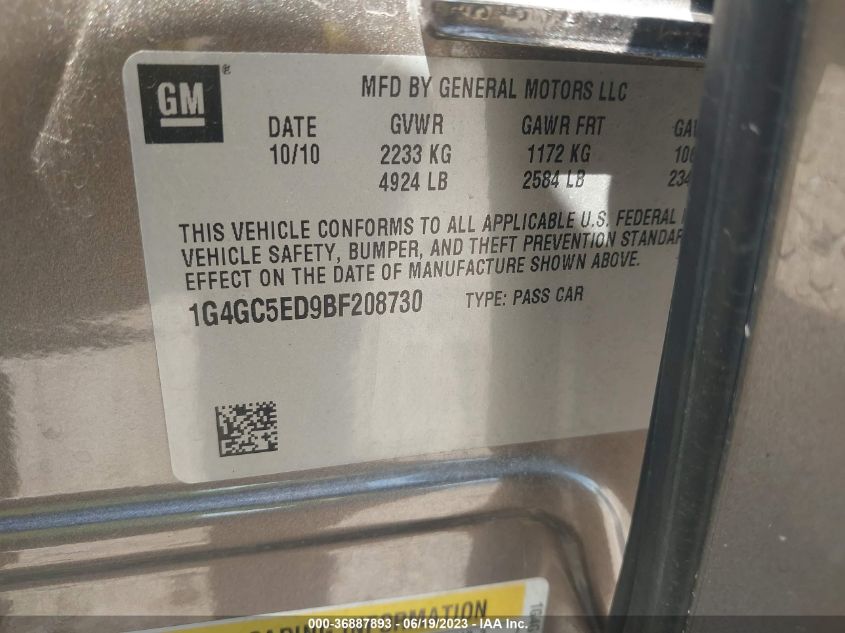 GM®
MFD BY GENERAL MOTORS LLC
DATE GVWR GAWR FRT
10/10 2233 KG 1172 KG
4924 LB 2584 LB
THIS VEHICLE CONFORMS TO ALL APPLICABLE U.S. FEDERAL
VEHICLE SAFETY, BUMPER, AND THEFT PREVENTION
EFFECT ON THE DATE OF MANUFACTURE SHOWN ABOVE.
1G4GC5ED9BF208730 TYPE: PASS CAR
INFORMATION
000-36887893 - 06/19/2023 - IAA Inc.